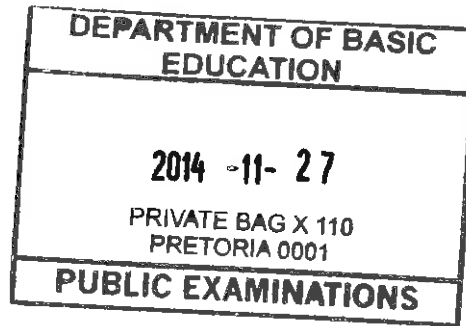 DEPARTMENT OF BASIC
EDUCATION
2014 -11- 27
PRIVATE BAG X 110
PRETORIA 0001
PUBLIC EXAMINATIONS